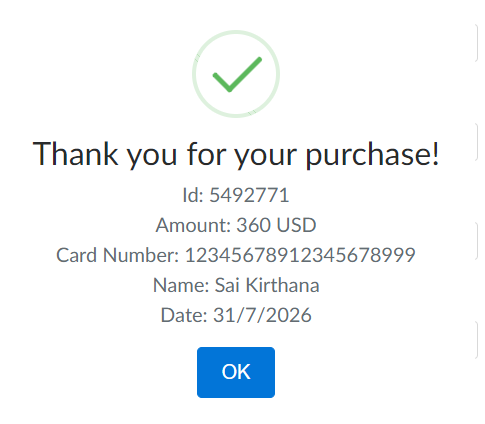 Thank you for your purchase!
Id: 5492771
Amount: 360 USD
Card Number: 12345678912345678999
Name: Sai Kirthana
Date: 31/7/2026
OK